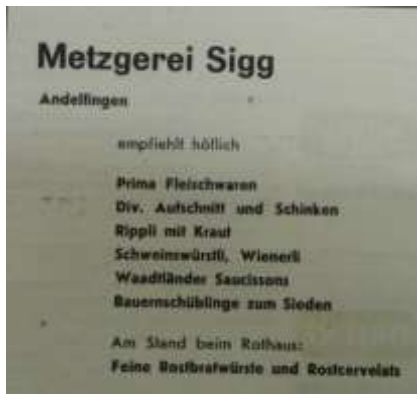 Metzgerei Sigg
Andelfingen
empfiehlt höflich
Prima Fleischwaren
Div. Aufschnitt und Schinken
Rippli mit Kraut
Schweinswürstli, Wienerli
Waadtländer Saucissons
Bauernschüblinge zum Sieden
Am Stand beim Rathaus:
Feine Rostbratwürste und Rostcervelats